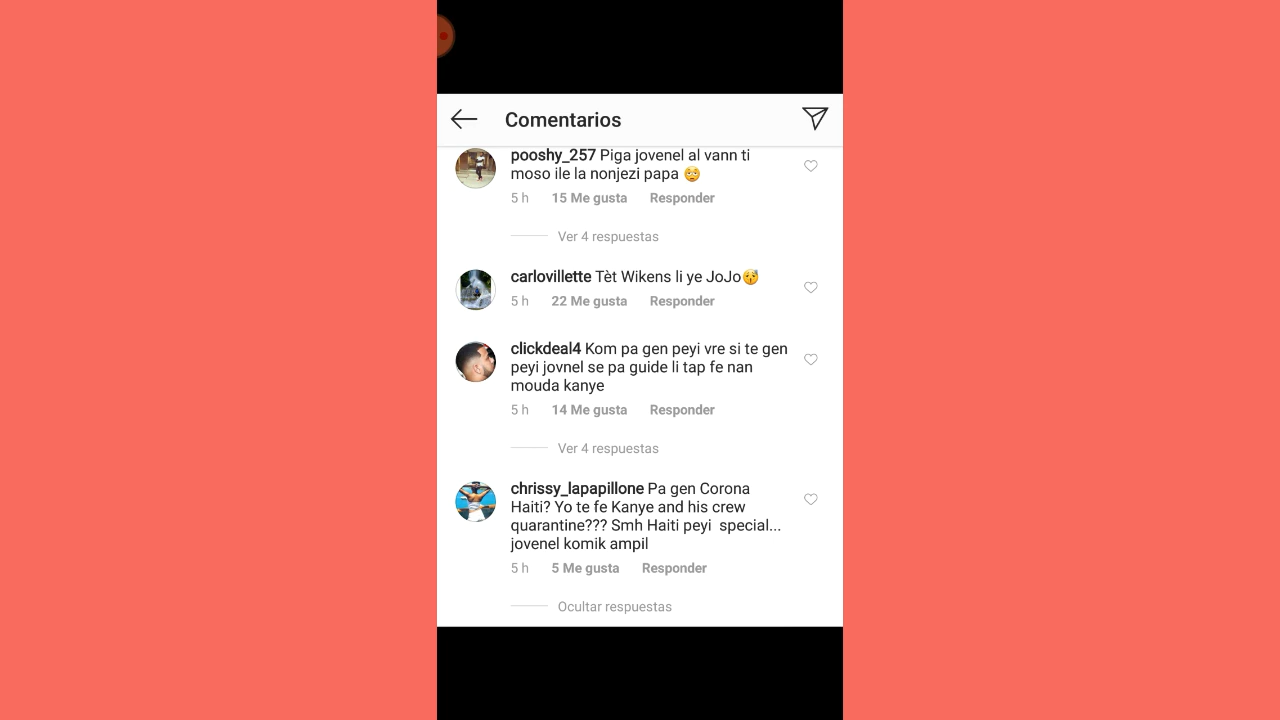 Comentarios
pooshy_257 Piga jovenel al vann ti
moso ile la nonjezi papa 🥺
5 h 15 Me gusta Responder
Ver 4 respuestas
carlovillette Tèt Wikens li ye JoJo😴
5 h 22 Me gusta Responder
clickdeal4 Kom pa gen peyi vre si te gen
peyi jovnel se pa guide li tap fe nan
mouda kanye
5 h 14 Me gusta Responder
Ver 4 respuestas
chrissy_lapapillone Pa gen Corona
Haiti? Yo te fe Kanye and his crew
quarantine??? Smh Haiti peyi special...
jovenel komik ampil
5 h 5 Me gusta Responder
Ocultar respuestas